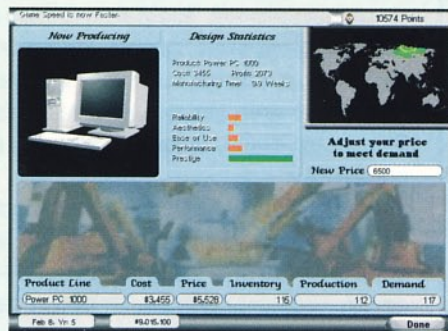 Game Speed is now Faster.
10574 Points
Now Producing
Design Statistics
Product: Power PC 1000
Cost: 3455 Profit: 2073
Manufacturing Time: 9.9 Weeks
Reliability
Aesthetics
Ease of Use
Performance
Prestige
Adjust your price
to meet demand
New Price 6500
Product Line Cost Price Inventory Production Demand
Power PC 1000 $3,455 $5,528 115 112 117
Feb 8, Yr: 5 $9,015,100 Done